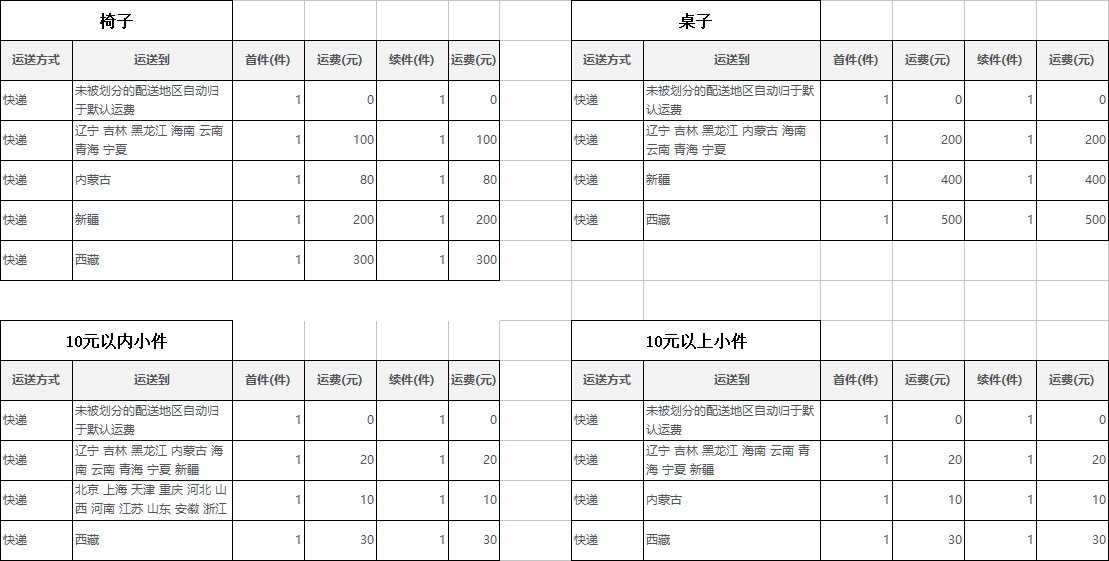 椅子
运送方式 运送到 首件(件) 运费(元) 续件(件) 运费(元)
快递 未被划分的配送地区自动归 1 0 1 0
于默认运费
快递 辽宁 吉林 黑龙江 海南 云南 1 100 1 100
青海 宁夏
快递 内蒙古 1 80 1 80
快递 新疆 1 200 1 200
快递 西藏 1 300 1 300
桌子
运送方式 运送到 首件(件) 运费(元) 续件(件) 运费(元)
快递 未被划分的配送地区自动归于默 1 0 1 0
认运费
快递 辽宁 吉林 黑龙江 内蒙古 海南 1 200 1 200
云南 青海 宁夏
快递 新疆 1 400 1 400
快递 西藏 1 500 1 500
10元以内小件
运送方式 运送到 首件(件) 运费(元) 续件(件) 运费(元)
快递 未被划分的配送地区自动归 1 0 1 0
于默认运费
快递 辽宁 吉林 黑龙江 内蒙古 海 1 20 1 20
南 云南 青海 宁夏 新疆
快递 北京 上海 天津 重庆 河北 山 1 10 1 10
西 河南 江苏 山东 安徽 浙江
快递 西藏 1 30 1 30
10元以上小件
运送方式 运送到 首件(件) 运费(元) 续件(件) 运费(元)
快递 未被划分的配送地区自动归于默 1 0 1 0
认运费
快递 辽宁 吉林 黑龙江 海南 云南 青 1 20 1 20
海 宁夏 新疆
快递 内蒙古 1 10 1 10
快递 西藏 1 30 1 30